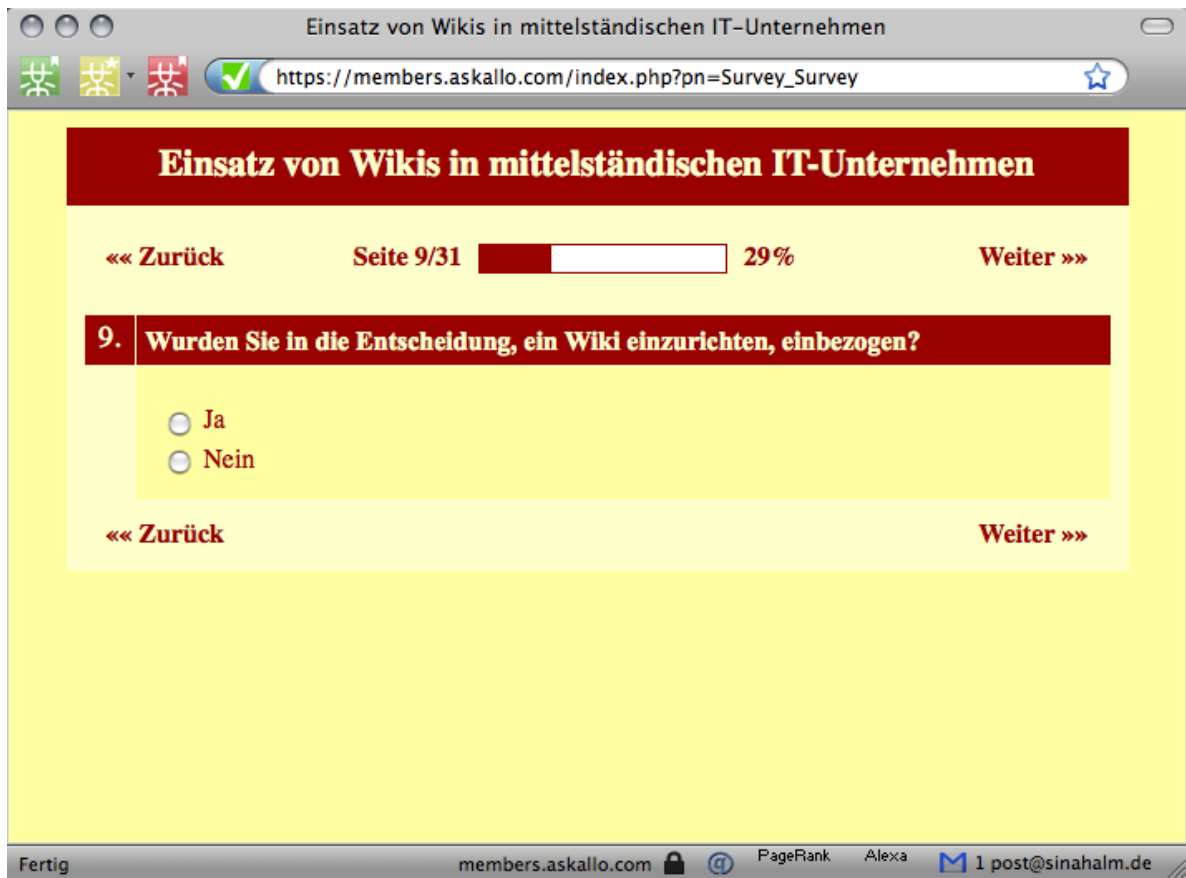 Einsatz von Wikis in mittelständischen IT-Unternehmen
https://members.askallo.com/index.php?pn=Survey_Survey
Einsatz von Wikis in mittelständischen IT-Unternehmen
«« Zurück Seite 9/31 29% Weiter »»
9. Wurden Sie in die Entscheidung, ein Wiki einzurichten, einbezogen?
Ja
Nein
«« Zurück Weiter »»
Fertig members.askallo.com PageRank Alexa 1 post@sinahalm.de